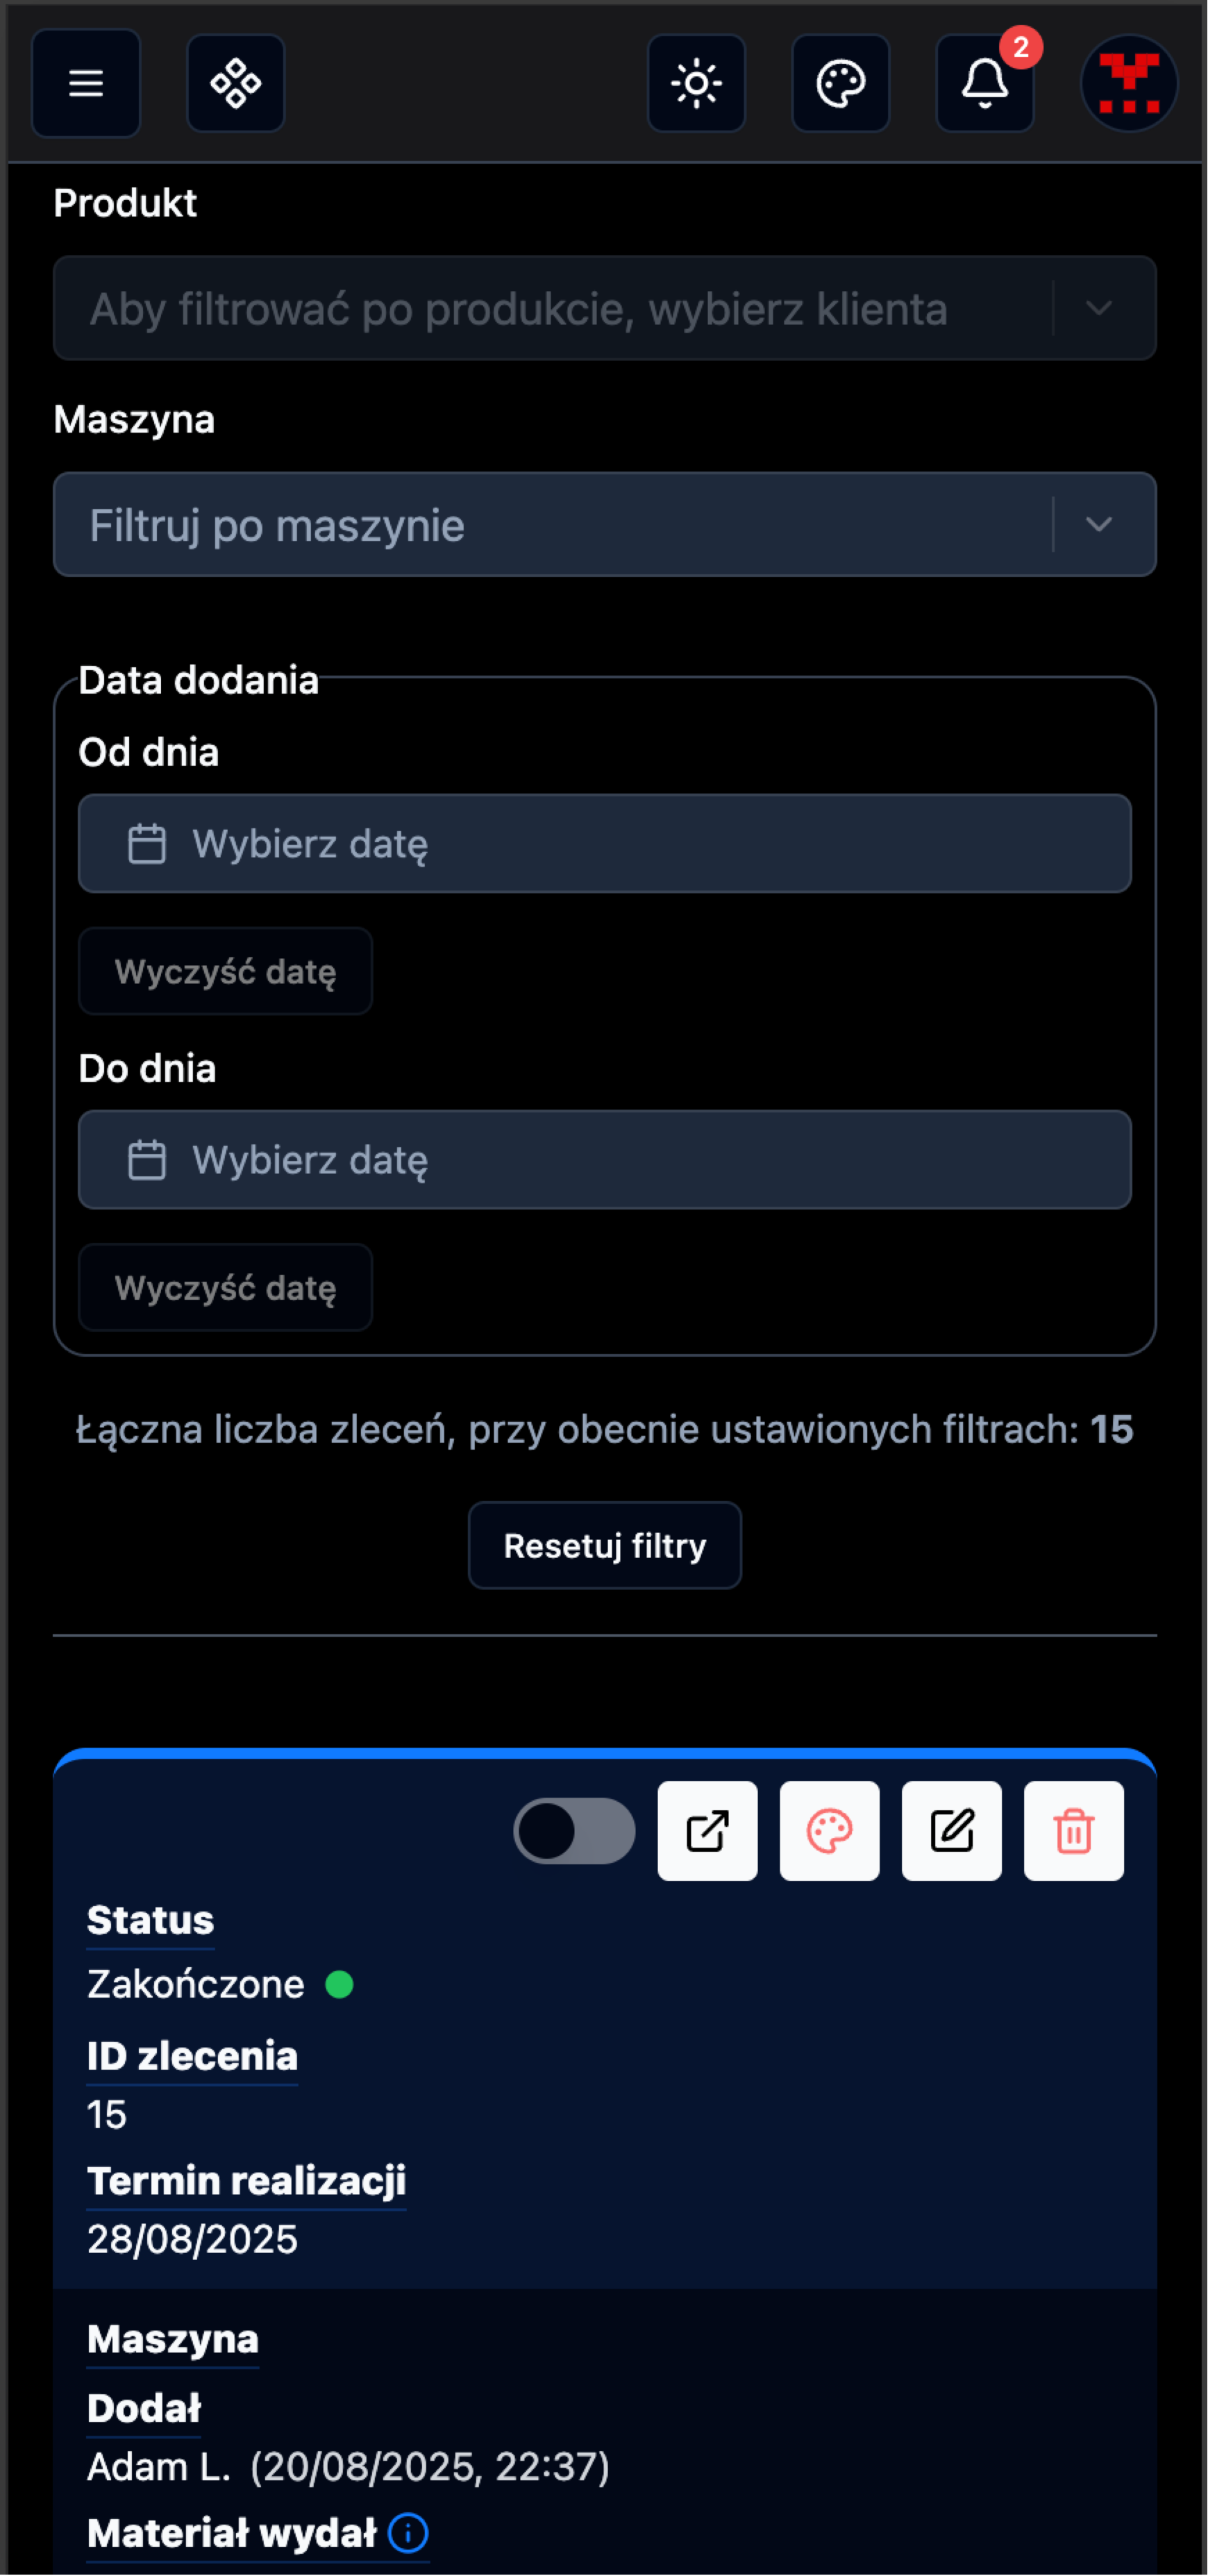 2
Produkt
Aby filtrować po produkcie, wybierz klienta
Maszyna
Filtruj po maszynie
Data dodania
Od dnia
Wybierz datę
Wyczyść datę
Do dnia
Wybierz datę
Wyczyść datę
Łączna liczba zleceń, przy obecnie ustawionych filtrach: 15
Resetuj filtry
Status
Zakończone
ID zlecenia
15
Termin realizacji
28/08/2025
Maszyna
Dodał
Adam L. (20/08/2025, 22:37)
Materiał wydał